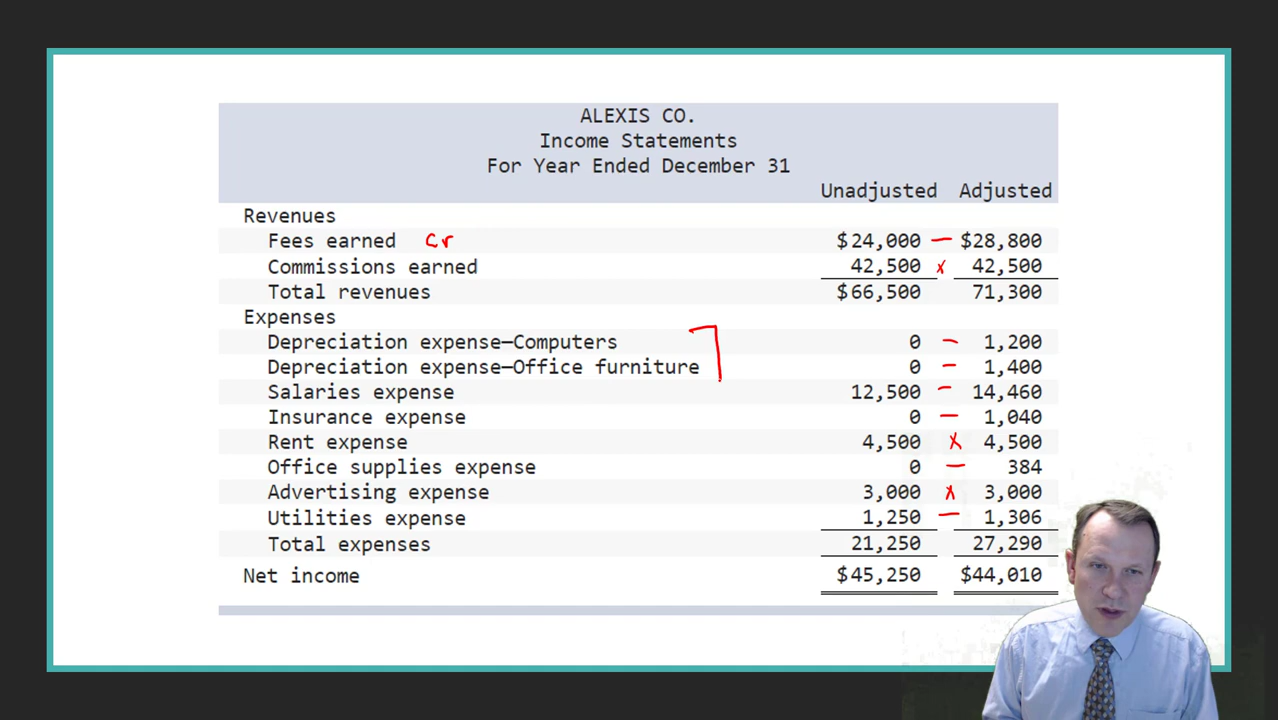 ALEXIS CO.
Income Statements
For Year Ended December 31
Unadjusted Adjusted
Revenues
Fees earned cr $24,000 – $28,800
Commissions earned 42,500 x 42,500
Total revenues $66,500 71,300
Expenses
Depreciation expense—Computers 0 – 1,200
Depreciation expense—Office furniture 0 – 1,400
Salaries expense 12,500 – 14,460
Insurance expense 0 – 1,040
Rent expense 4,500 x 4,500
Office supplies expense 0 – 384
Advertising expense 3,000 x 3,000
Utilities expense 1,250 – 1,306
Total expenses 21,250 27,290
Net income $45,250 $44,010